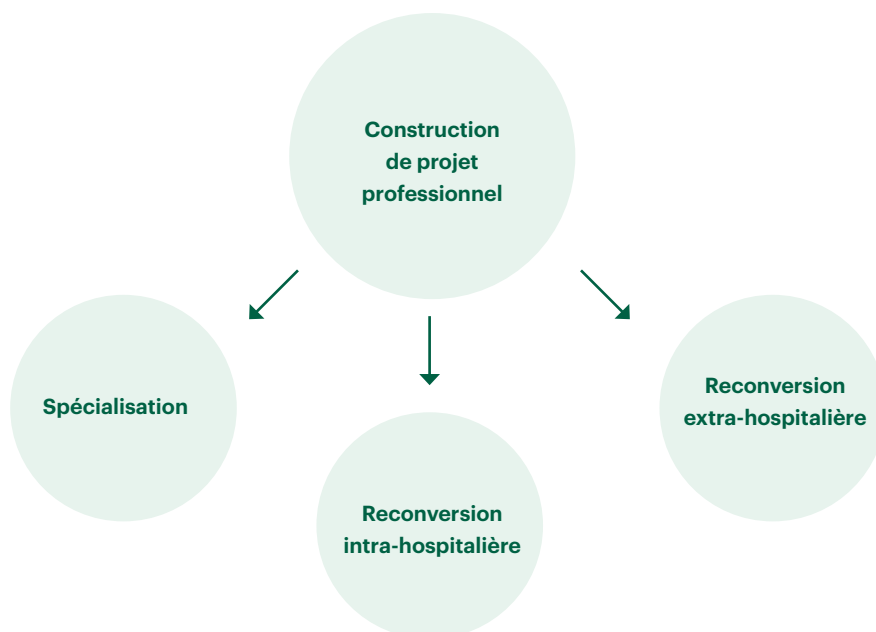 Construction
de projet
professionnel
Spécialisation
Reconversion
intra-hospitalière
Reconversion
extra-hospitalière